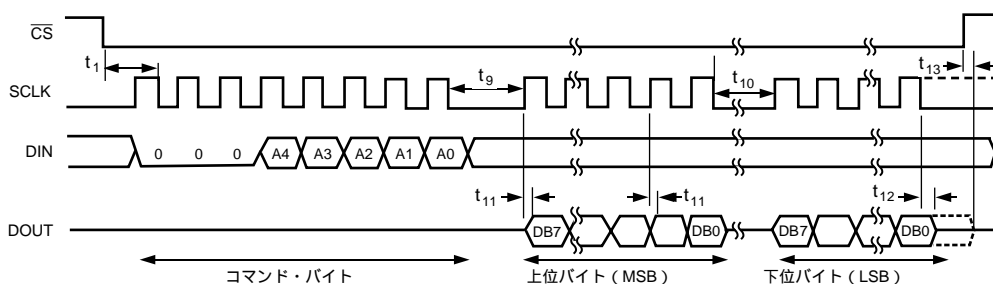 CS
t1
t9
t10
t13
SCLK
DIN
0 0 0 A4 A3 A2 A1 A0
t11
t11
t12
DOUT
DB7 DB0 DB7 DB0
コマンド・バイト
上位バイト（MSB）
下位バイト（LSB）